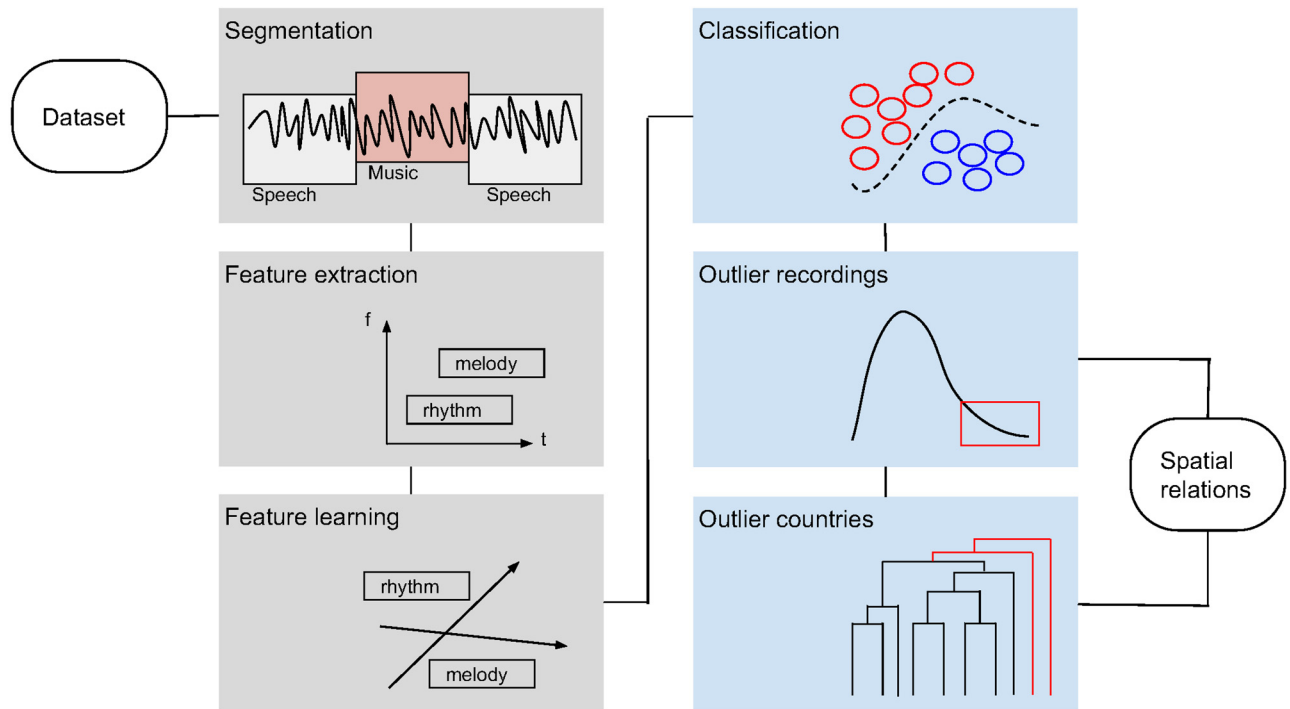 Dataset
Segmentation
Speech
Music
Speech
Feature extraction
f
melody
rhythm
t
Feature learning
rhythm
melody
Classification
Outlier recordings
Outlier countries
Spatial
relations